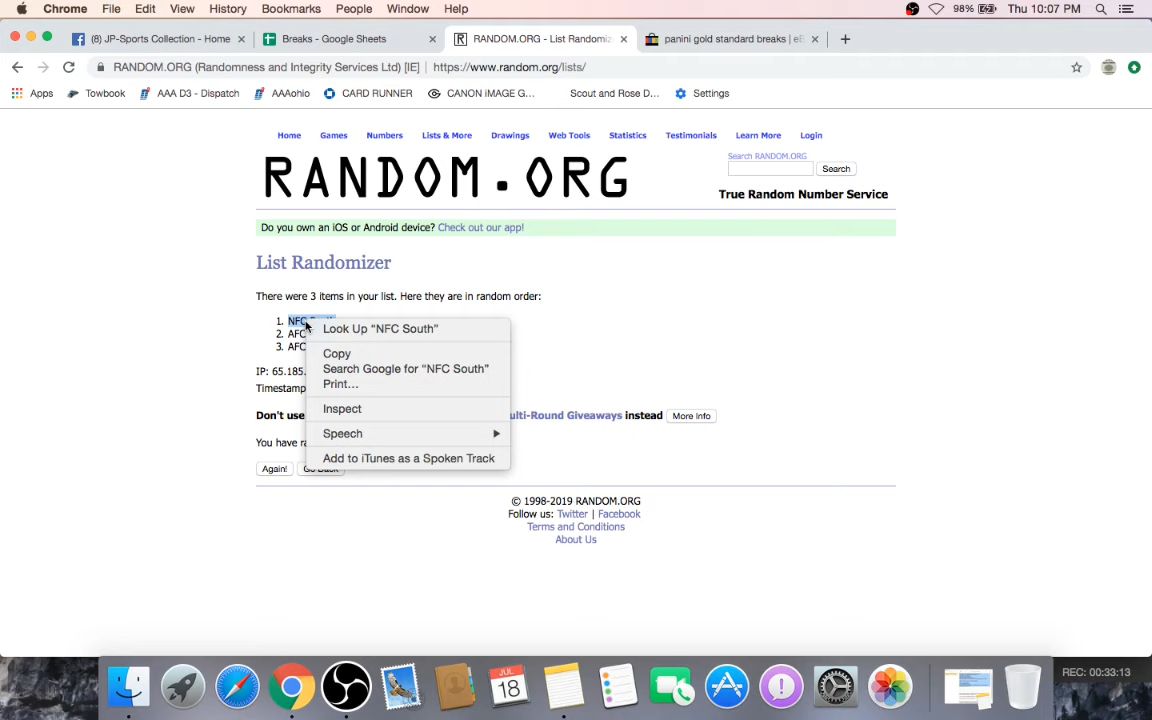 Chrome File Edit View History Bookmarks People Window Help 98% Thu 10:07 PM
(8) JP-Sports Collection - Home Breaks - Google Sheets RANDOM.ORG - List Randomiz panini gold standard breaks | eB
RANDOM.ORG (Randomness and Integrity Services Ltd) [IE] https://www.random.org/lists/
Apps Towbook AAA D3 - Dispatch AAAohio CARD RUNNER CANON iMAGE G... Scout and Rose D... Settings
Home Games Numbers Lists & More Drawings Web Tools Statistics Testimonials Learn More Login
Search RANDOM.ORG
RANDOM.ORG
Search
True Random Number Service
Do you own an iOS or Android device? Check out our app!
List Randomizer
There were 3 items in your list. Here they are in random order:
1. NFC
2. AFC
3. AFC
Look Up “NFC South”
Copy
Search Google for “NFC South”
Print…
Inspect
Speech
Add to iTunes as a Spoken Track
IP: 65.185.
Timestamp
Don't use ulti-Round Giveaways instead More Info
You have ra
Again! Go Back
© 1998-2019 RANDOM.ORG
Follow us: Twitter | Facebook
Terms and Conditions
About Us
JUL
18
REC: 00:33:13